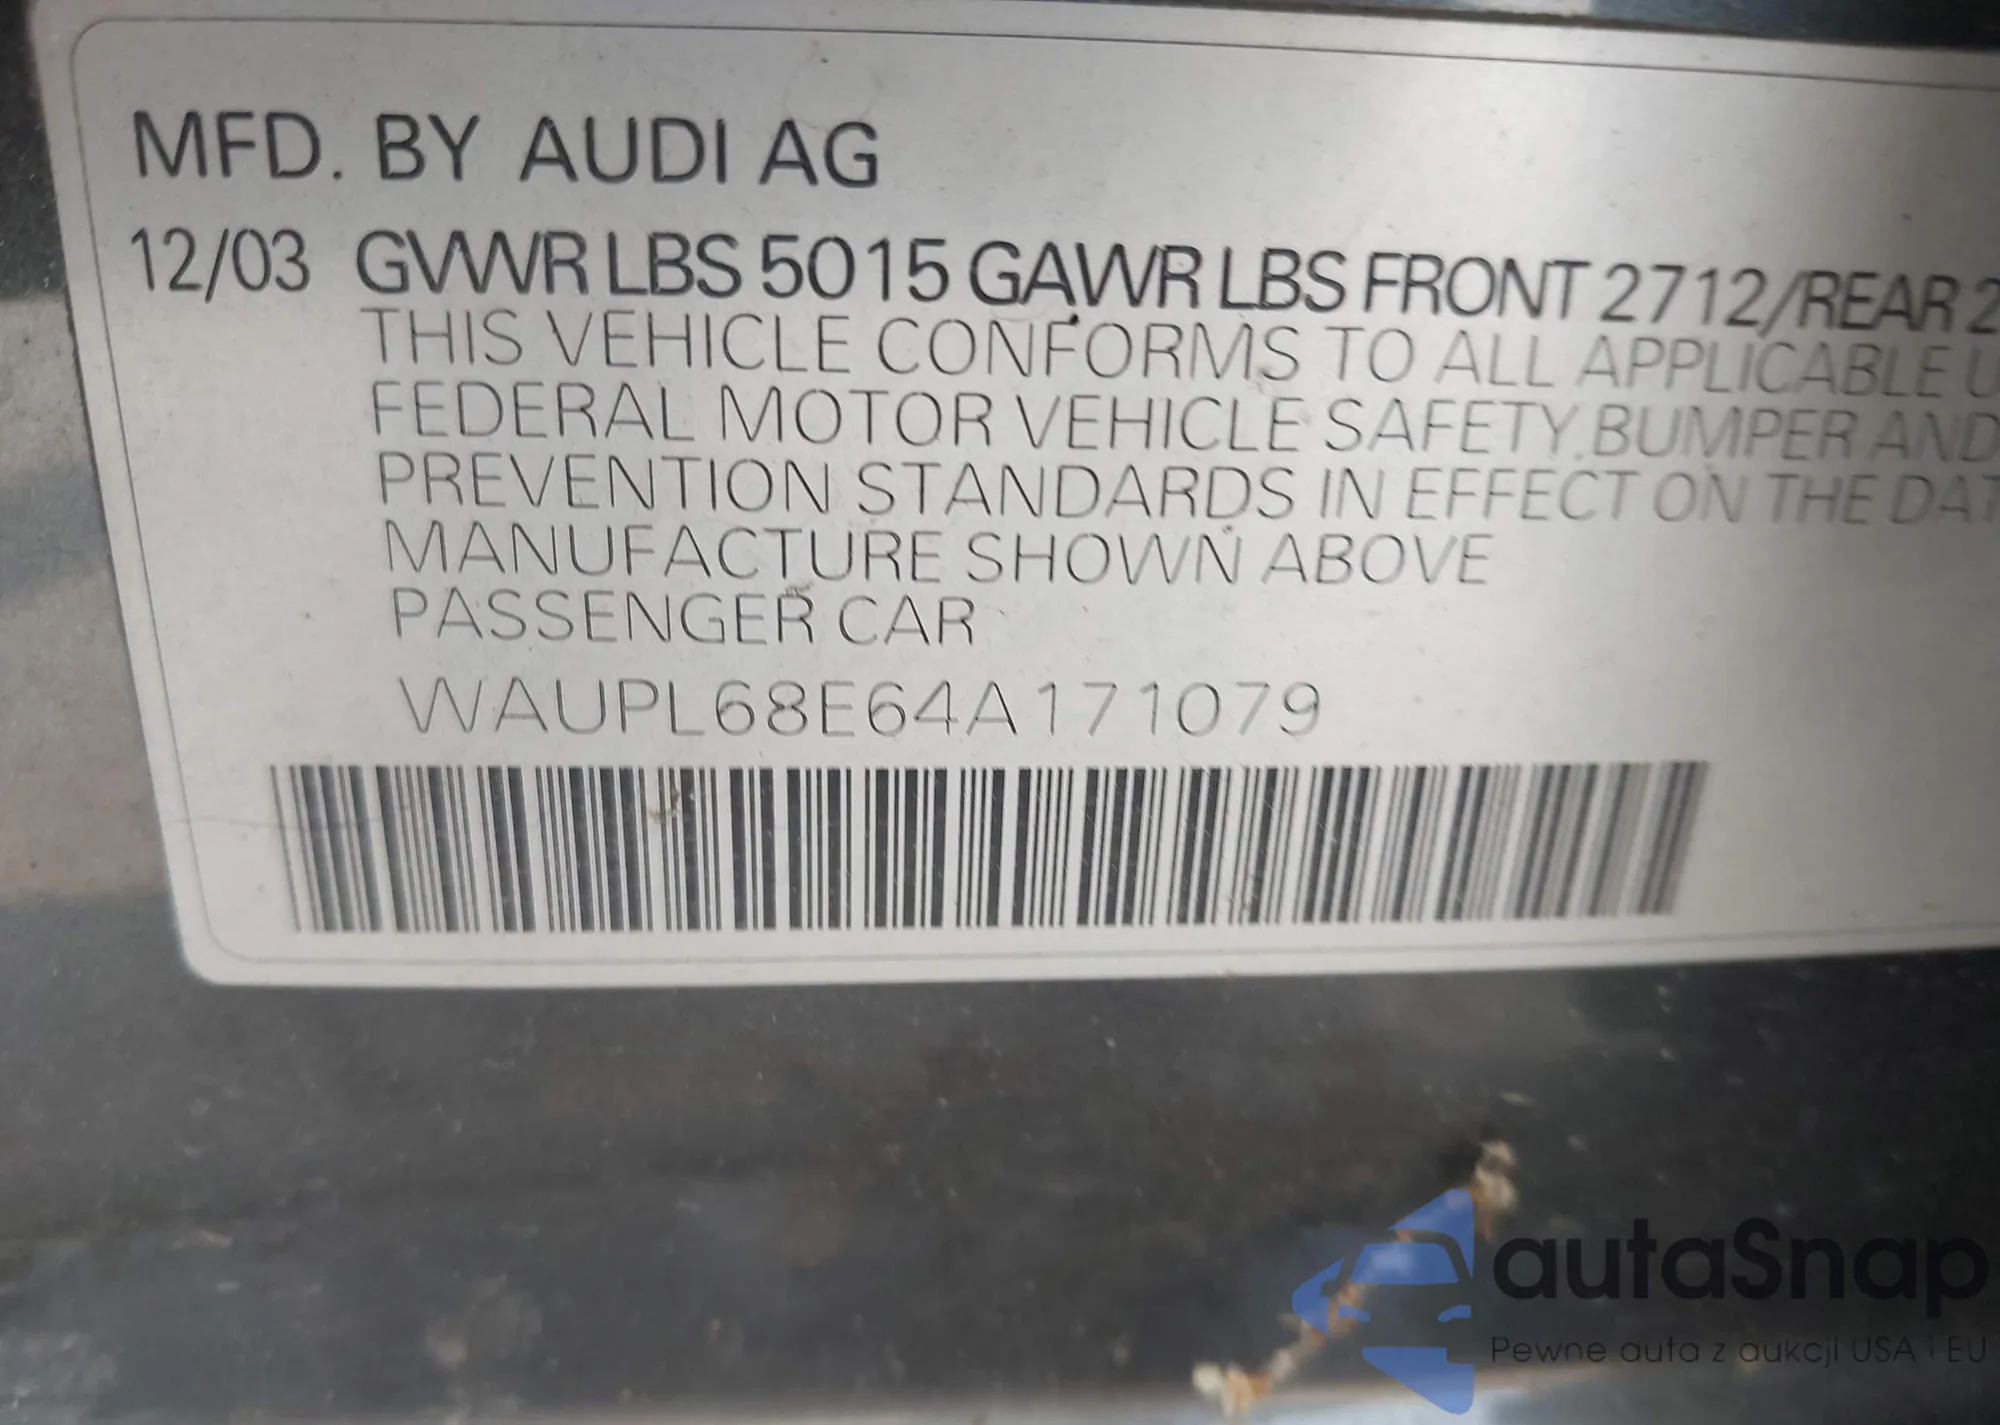 MFD. BY AUDI AG
12/03 GVWR LBS 5015 GAWR LBS FRONT 2712/REAR 2
THIS VEHICLE CONFORMS TO ALL APPLICABLE U
FEDERAL MOTOR VEHICLE SAFETY, BUMPER AND
PREVENTION STANDARDS IN EFFECT ON THE DAT
MANUFACTURE SHOWN ABOVE
PASSENGER CAR
WAUPL68E64A171079
autaSnap
Pewne auta z aukcji USA i EU